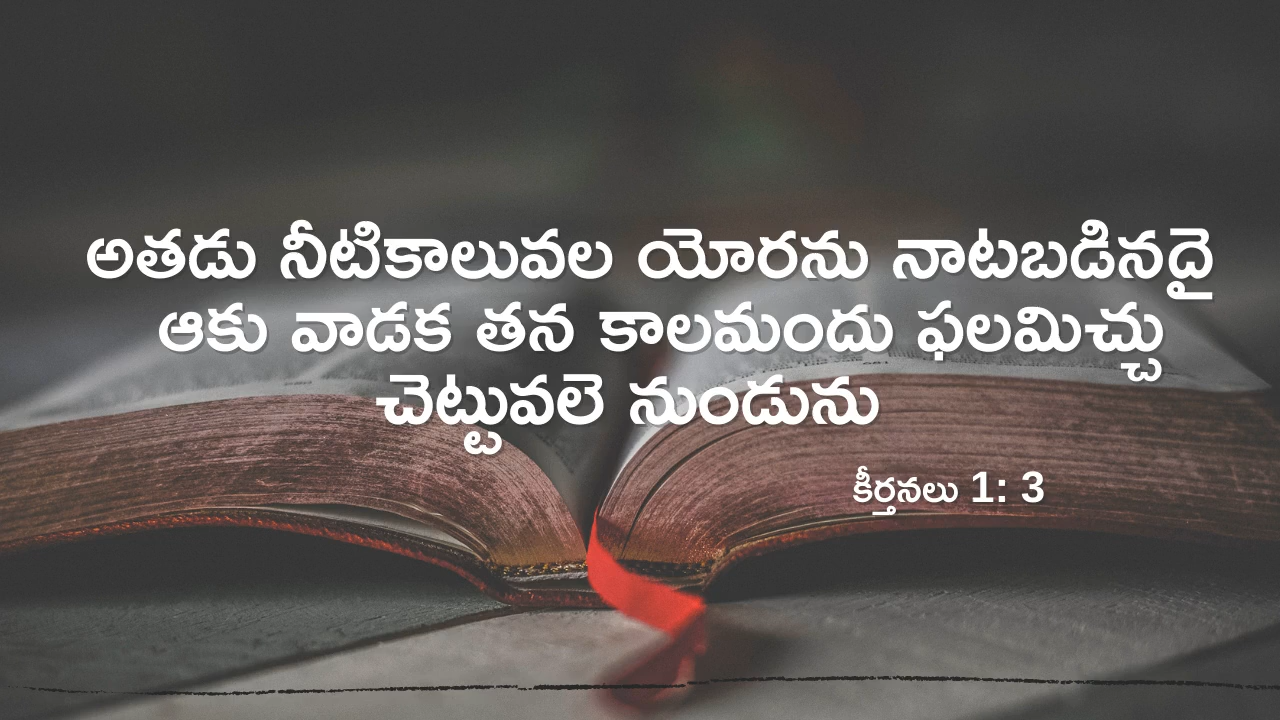 అతడు నీటికాలువల యోరను నాటబడినదై
ఆకు వాడక తన కాలమందు ఫలమిచ్చు
చెట్టువలె నుండును
కీర్తనలు 1: 3